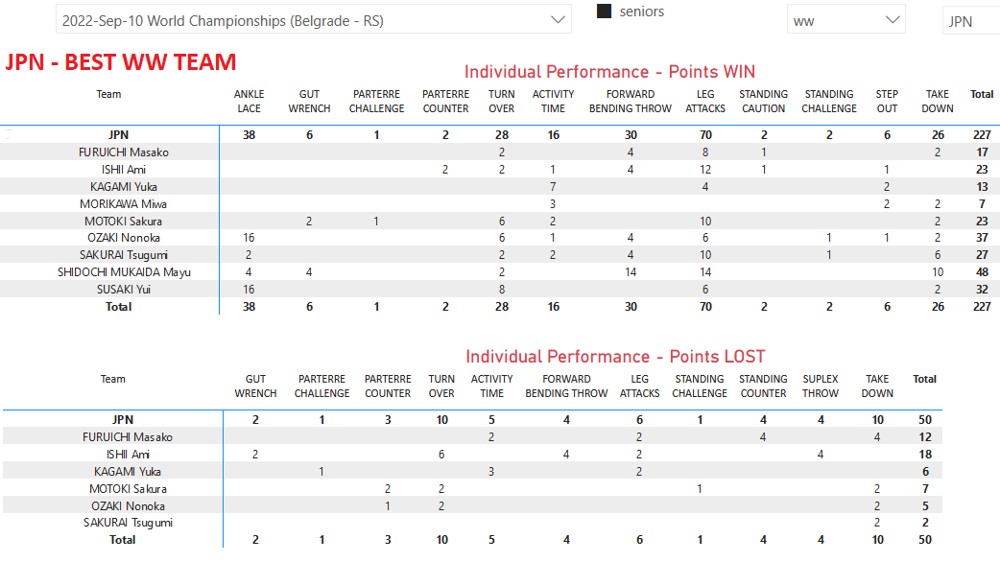 2022-Sep-10 World Championships (Belgrade - RS) seniors ww JPN
JPN - BEST WW TEAM
Individual Performance - Points WIN
Team ANKLE LACE GUT WRENCH PARTERRE CHALLENGE PARTERRE COUNTER TURN OVER ACTIVITY TIME FORWARD BENDING THROW LEG ATTACKS STANDING CAUTION STANDING CHALLENGE STEP OUT TAKE DOWN Total
JPN 38 6 1 2 28 16 30 70 2 2 6 26 227
FURUICHI Masako 2 4 8 1 2 17
ISHII Ami 2 2 1 4 12 1 1 23
KAGAMI Yuka 7 4 2 13
MORIKAWA Miwa 3 2 2 7
MOTOKI Sakura 2 1 6 2 10 2 23
OZAKI Nonoka 16 6 1 4 6 1 1 2 37
SAKURAI Tsugumi 2 2 2 4 10 1 6 27
SHIDOCHI MUKAIDA Mayu 4 4 2 14 14 10 48
SUSAKI Yui 16 8 6 2 32
Total 38 6 1 2 28 16 30 70 2 2 6 26 227
Individual Performance - Points LOST
Team GUT WRENCH PARTERRE CHALLENGE PARTERRE COUNTER TURN OVER ACTIVITY TIME FORWARD BENDING THROW LEG ATTACKS STANDING CHALLENGE STANDING COUNTER SUPLEX THROW TAKE DOWN Total
JPN 2 1 3 10 5 4 6 1 4 4 10 50
FURUICHI Masako 2 2 4 4 12
ISHII Ami 2 6 4 2 4 18
KAGAMI Yuka 1 3 2 6
MOTOKI Sakura 2 2 1 2 7
OZAKI Nonoka 1 2 2 5
SAKURAI Tsugumi 2 2
Total 2 1 3 10 5 4 6 1 4 4 10 50